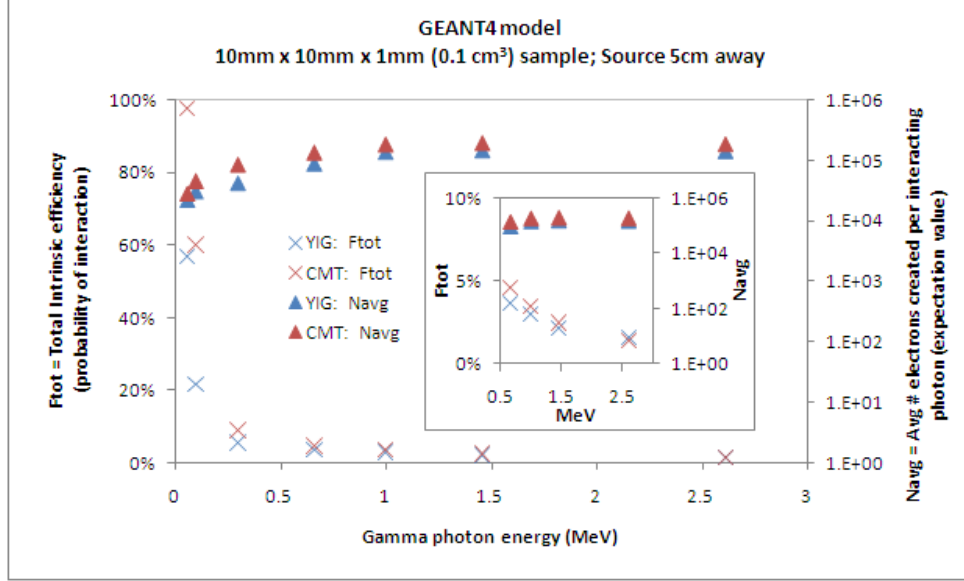 GEANT4 model
10mm x 10mm x 1mm (0.1 cm³) sample; Source 5cm away
Ftot = Total Intrinsic efficiency
(probability of interaction)
100%
80%
60%
40%
20%
0%
YIG: Ftot
CMT: Ftot
YIG: Navg
CMT: Navg
Ftot
10%
5%
0%
1.E+06
1.E+04
1.E+02
1.E+00
Navg
0.5
1.5
2.5
MeV
1.E+06
1.E+05
1.E+04
1.E+03
1.E+02
1.E+01
1.E+00
Navg = Avg # electrons created per interacting
photon (expectation value)
0
0.5
1
1.5
2
2.5
3
Gamma photon energy (MeV)